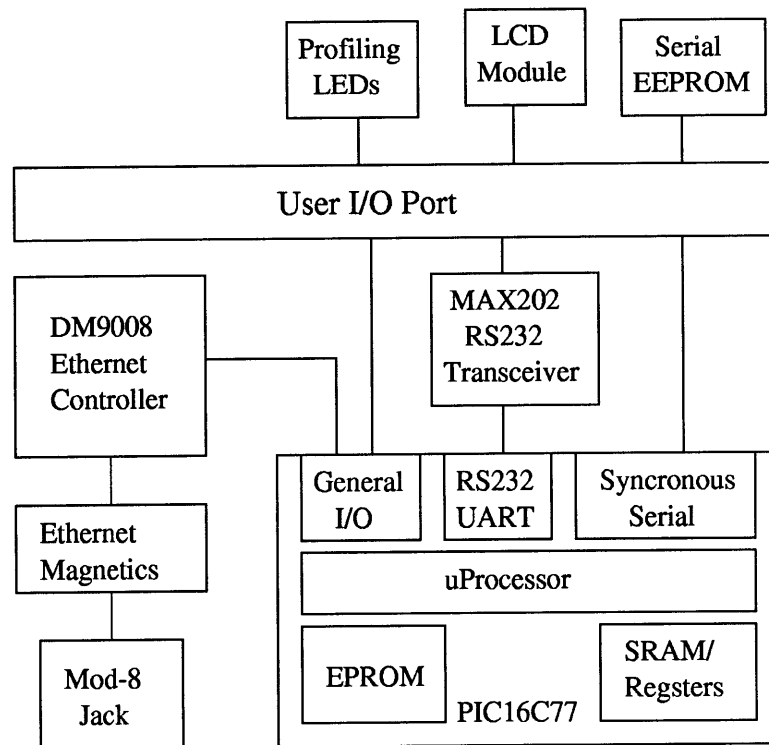 Profiling
LEDs
LCD
Module
Serial
EEPROM
User I/O Port
DM9008
Ethernet
Controller
MAX202
RS232
Transceiver
General
I/O
RS232
UART
Syncronous
Serial
Ethernet
Magnetics
uProcessor
Mod-8
Jack
EPROM
SRAM/
Regsters
PIC16C77